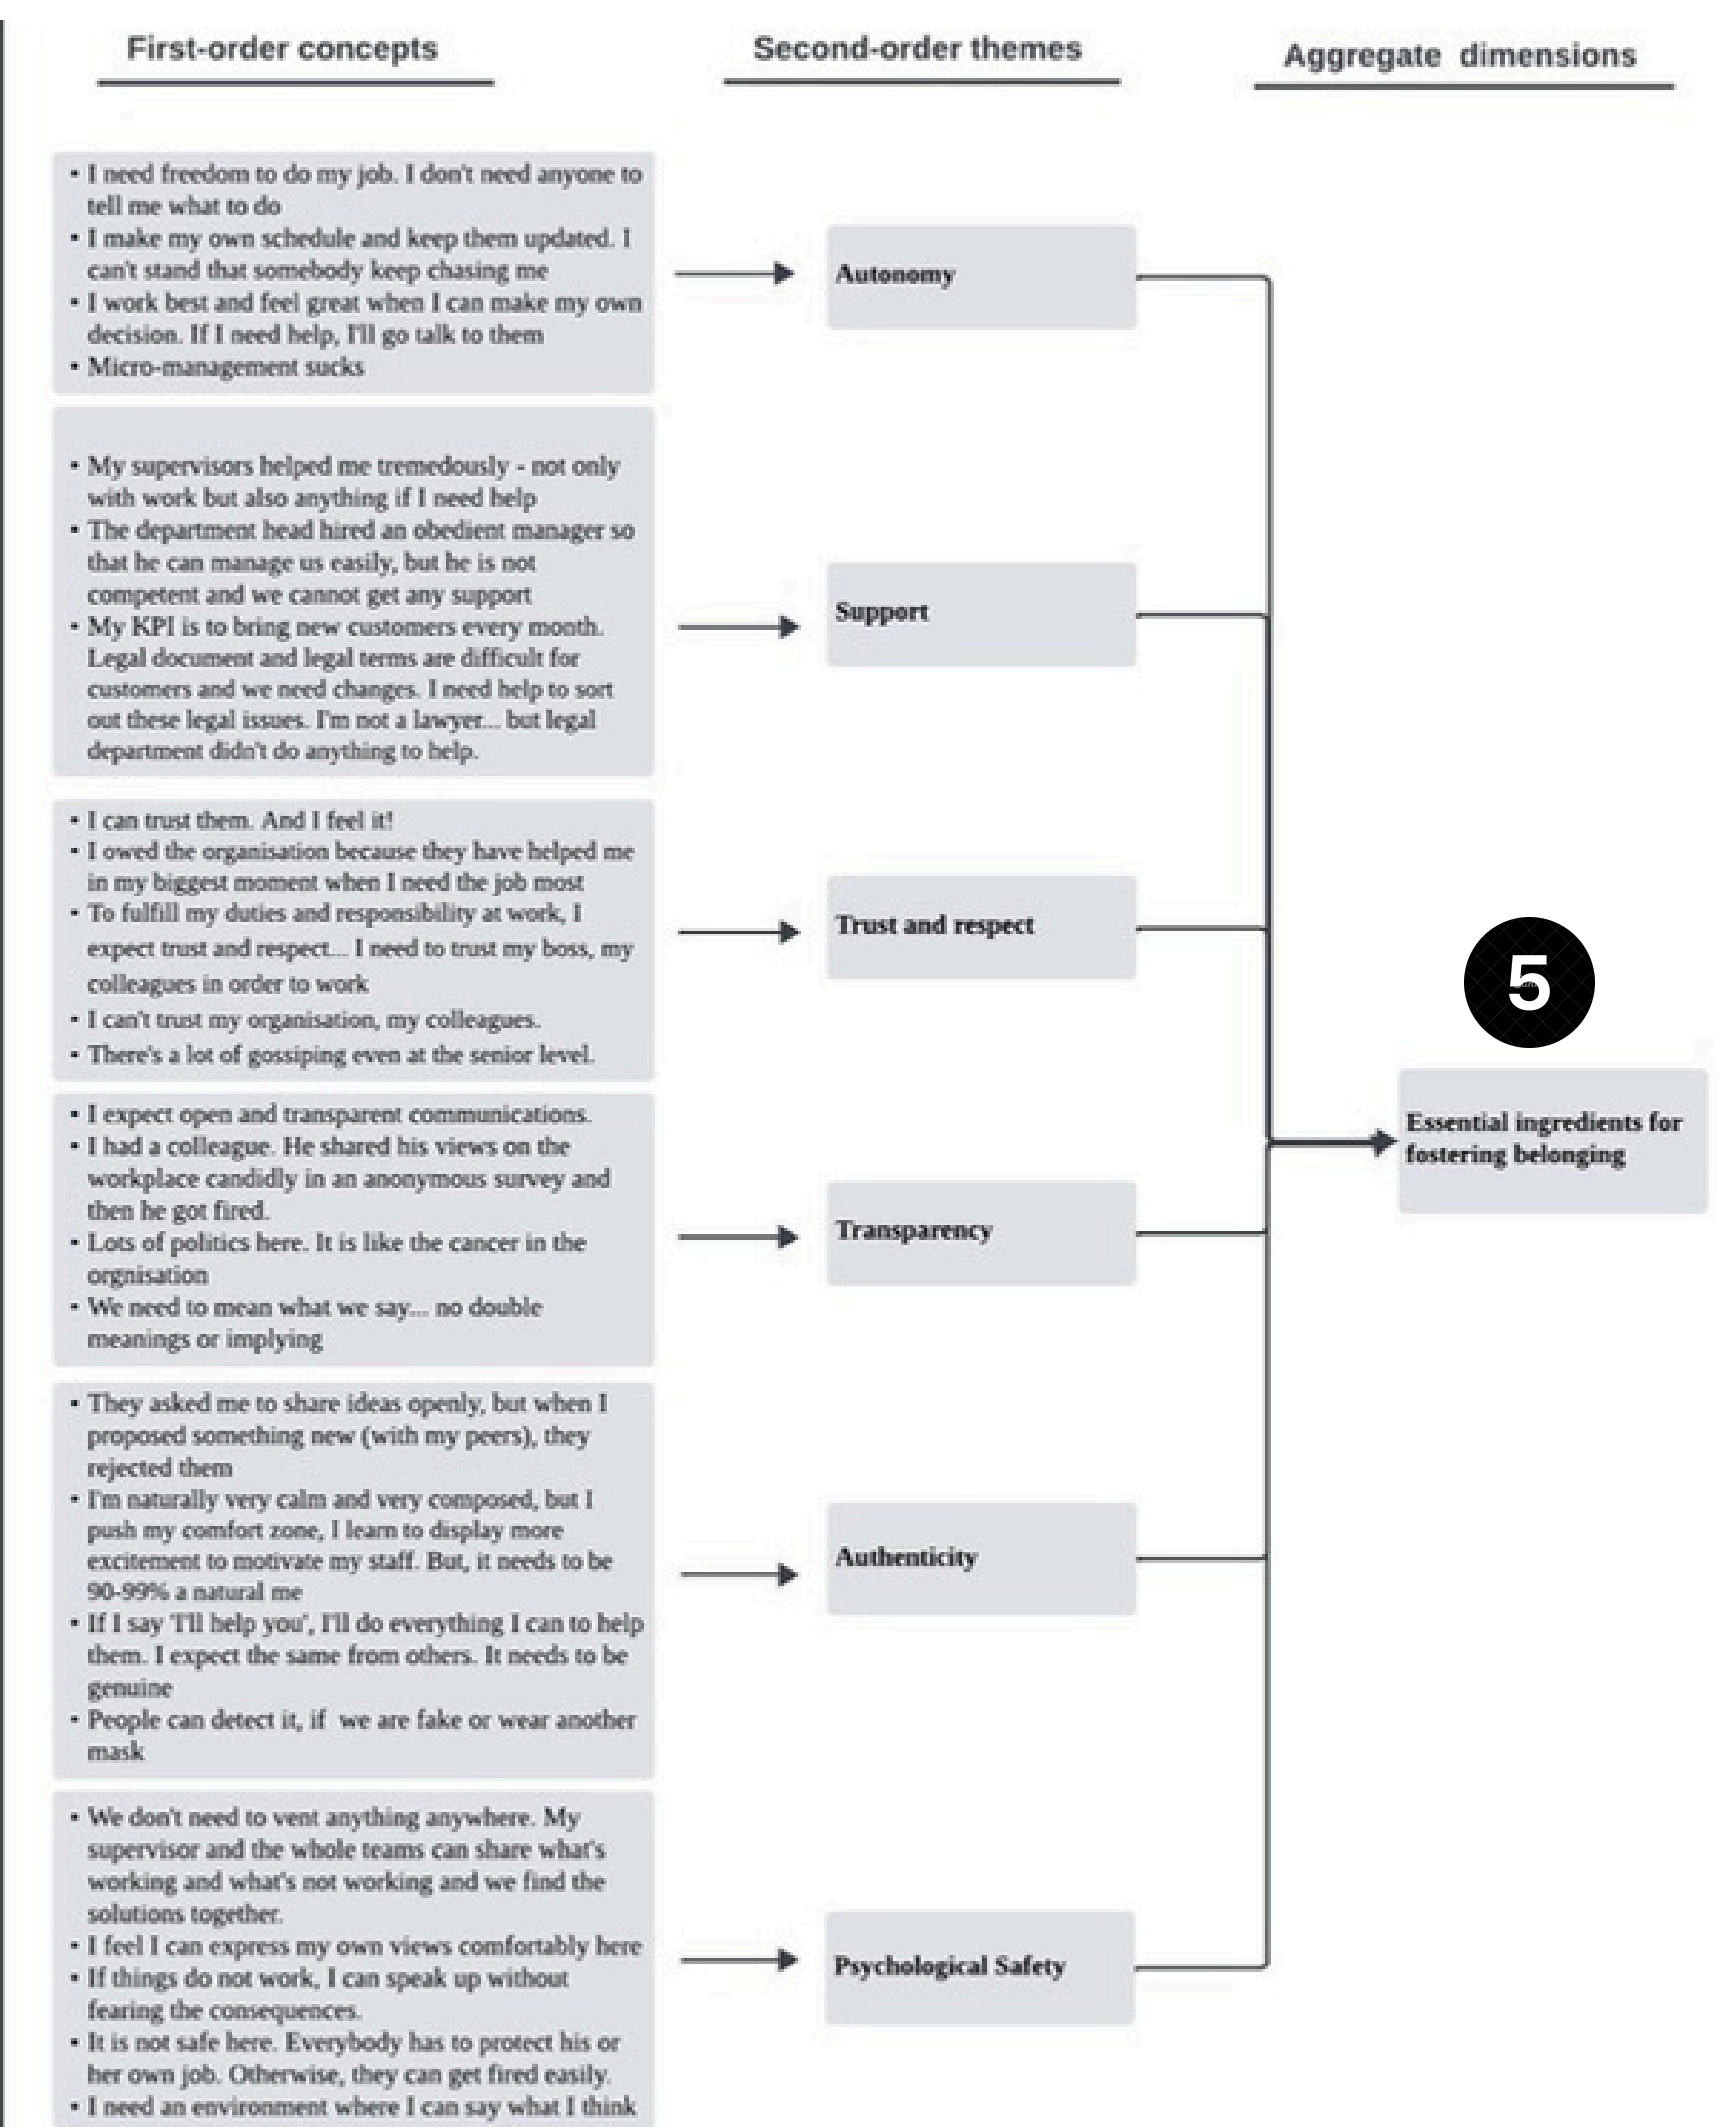 First-order concepts
Second-order themes
Aggregate dimensions
• I need freedom to do my job. I don't need anyone to
tell me what to do
• I make my own schedule and keep them updated. I
can't stand that somebody keep chasing me
• I work best and feel great when I can make my own
decision. If I need help, I'll go talk to them
• Micro-management sucks
Autonomy
• My supervisors helped me tremedously - not only
with work but also anything if I need help
• The department head hired an obedient manager so
that he can manage us easily, but he is not
competent and we cannot get any support
• My KPI is to bring new customers every month.
Legal document and legal terms are difficult for
customers and we need changes. I need help to sort
out these legal issues. I'm not a lawyer... but legal
department didn't do anything to help.
Support
• I can trust them. And I feel it!
• I owed the organisation because they have helped me
in my biggest moment when I need the job most
• To fulfill my duties and responsibility at work, I
expect trust and respect... I need to trust my boss, my
colleagues in order to work
• I can't trust my organisation, my colleagues.
• There's a lot of gossiping even at the senior level.
Trust and respect
5
Essential ingredients for
fostering belonging
• I expect open and transparent communications.
• I had a colleague. He shared his views on the
workplace candidly in an anonymous survey and
then he got fired.
• Lots of politics here. It is like the cancer in the
orgnisation
• We need to mean what we say... no double
meanings or implying
Transparency
• They asked me to share ideas openly, but when I
proposed something new (with my peers), they
rejected them
• I'm naturally very calm and very composed, but I
push my comfort zone, I learn to display more
excitement to motivate my staff. But, it needs to be
90-99% a natural me
• If I say 'I'll help you', I'll do everything I can to help
them. I expect the same from others. It needs to be
genuine
• People can detect it, if we are fake or wear another
mask
Authenticity
• We don't need to vent anything anywhere. My
supervisor and the whole teams can share what's
working and what's not working and we find the
solutions together.
• I feel I can express my own views comfortably here
• If things do not work, I can speak up without
fearing the consequences.
• It is not safe here. Everybody has to protect his or
her own job. Otherwise, they can get fired easily.
• I need an environment where I can say what I think
Psychological Safety